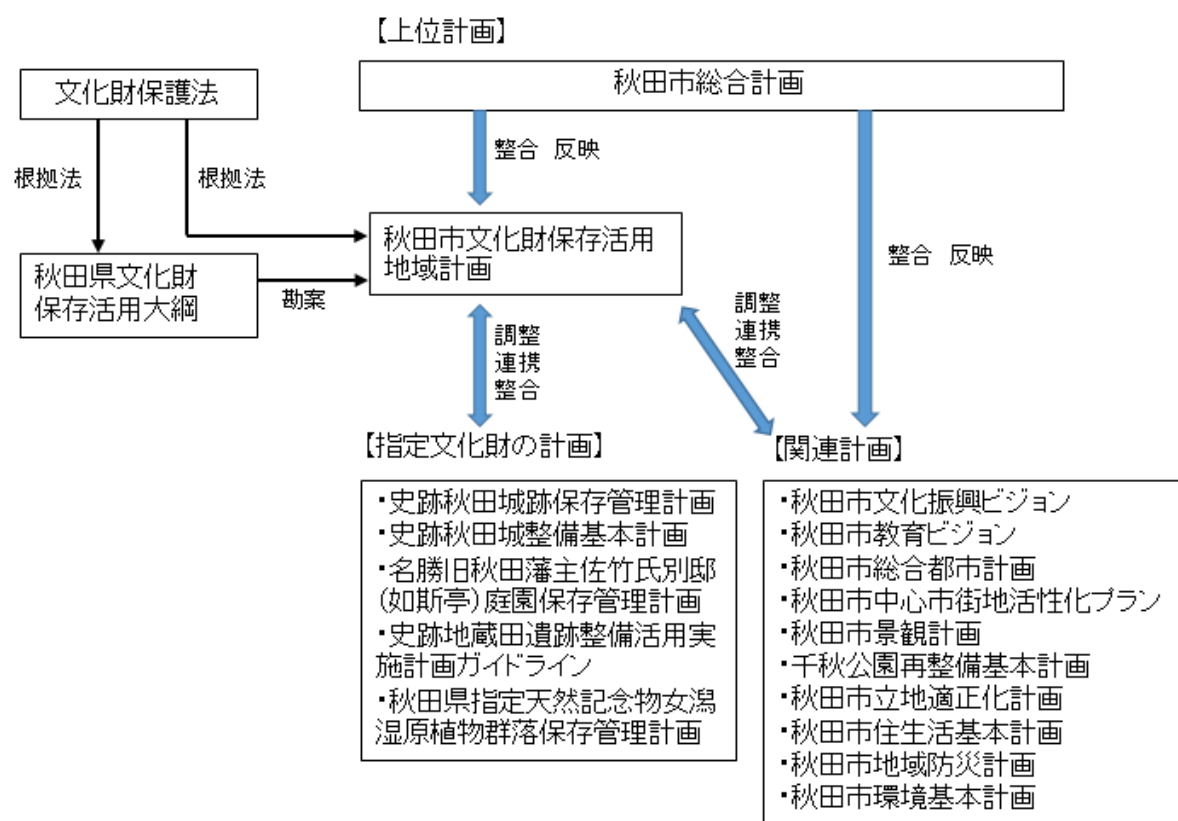 【上位計画】
秋田市総合計画
文化財保護法
整合 反映
根拠法
根拠法
秋田市文化財保存活用
地域計画
整合 反映
秋田県文化財
保存活用大綱
勘案
調整
連携
整合
調整
連携
整合
【指定文化財の計画】
・史跡秋田城跡保存管理計画
・史跡秋田城整備基本計画
・名勝旧秋田藩主佐竹氏別邸
(如斯亭)庭園保存管理計画
・史跡地蔵田遺跡整備活用実
施計画ガイドライン
・秋田県指定天然記念物女潟
湿原植物群落保存管理計画
【関連計画】
・秋田市文化振興ビジョン
・秋田市教育ビジョン
・秋田市総合都市計画
・秋田市中心市街地活性化プラン
・秋田市景観計画
・千秋公園再整備基本計画
・秋田市立地適正化計画
・秋田市住生活基本計画
・秋田市地域防災計画
・秋田市環境基本計画